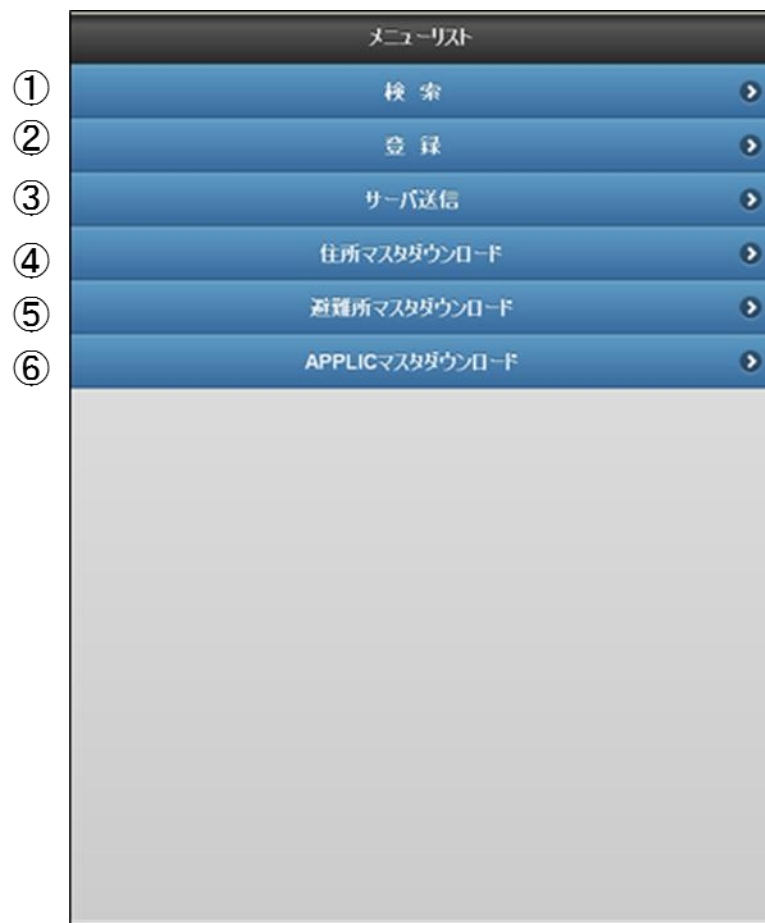 メニューリスト
① 検 索
② 登 録
③ サーバ送信
④ 住所マスタダウンロード
⑤ 避難所マスタダウンロード
⑥ APPLICマスタダウンロード